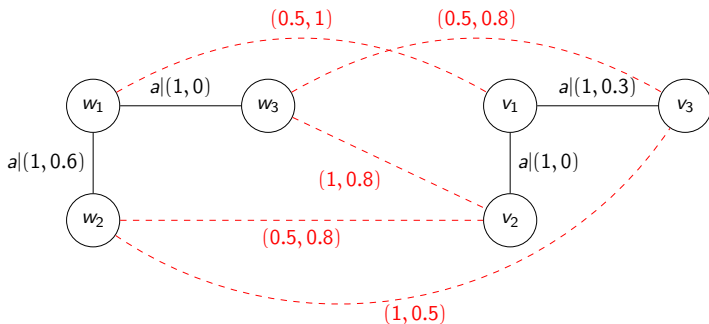 (0.5, 1)
(0.5, 0.8)
w₁
a|(1, 0)
w₃
v₁
a|(1, 0.3)
v₃
a|(1, 0.6)
(1, 0.8)
a|(1, 0)
w₂
(0.5, 0.8)
v₂
(1, 0.5)